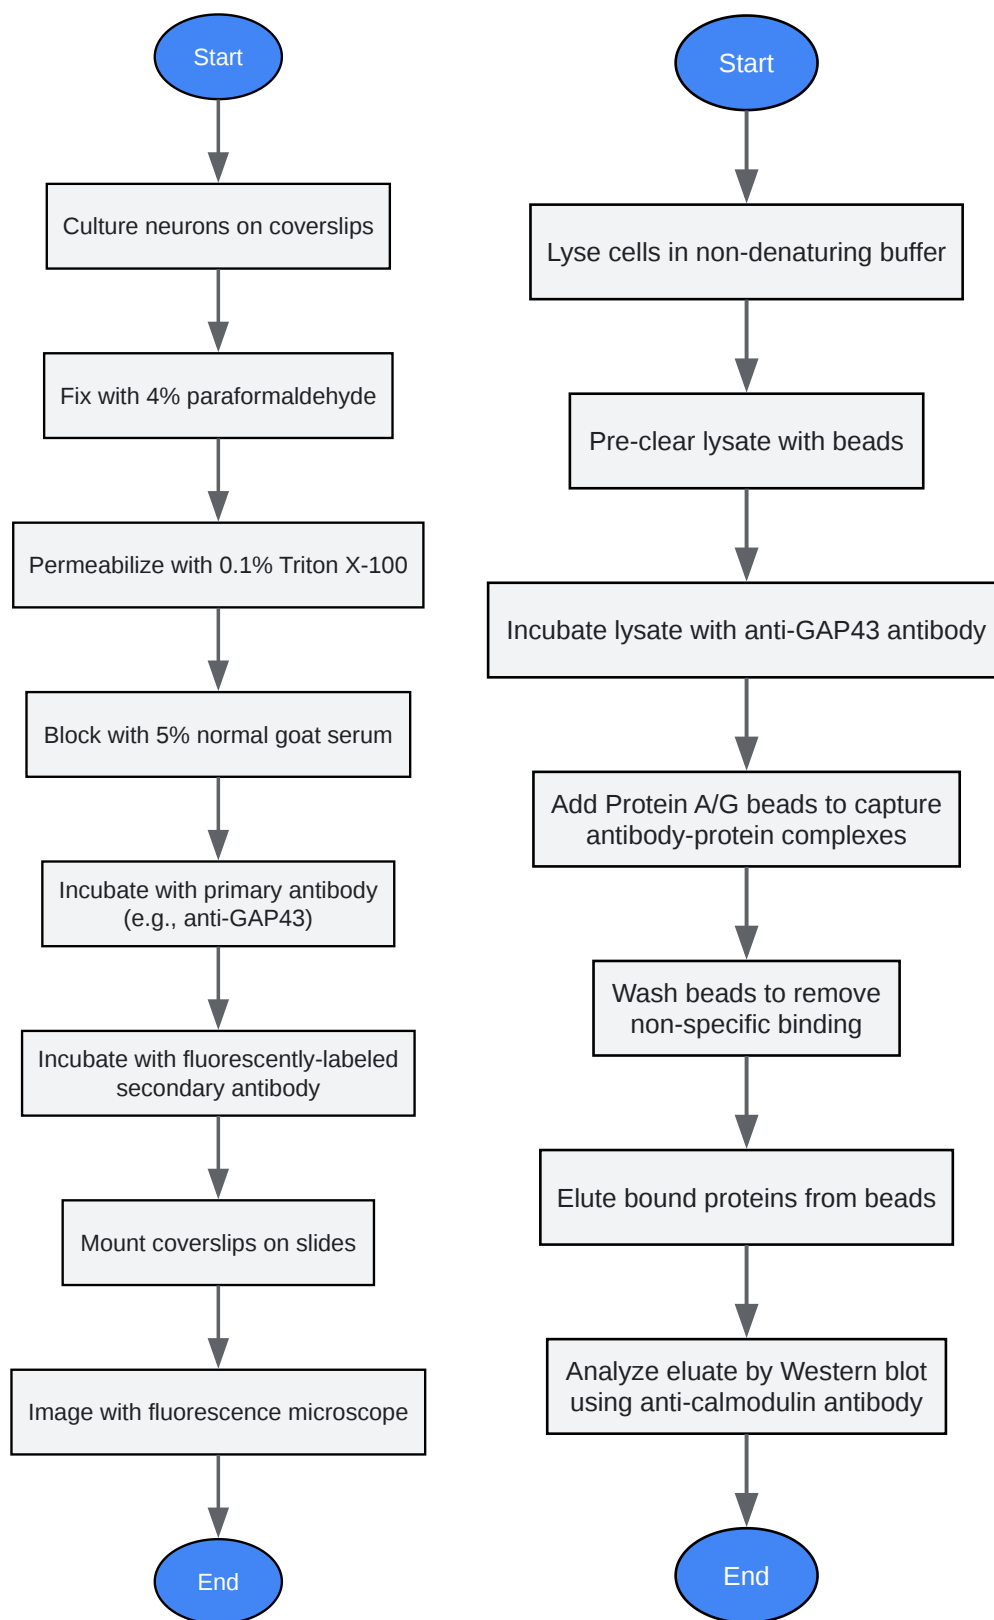 Start
Culture neurons on coverslips
Fix with 4% paraformaldehyde
Permeabilize with 0.1% Triton X-100
Block with 5% normal goat serum
Incubate with primary antibody
(e.g., anti-GAP43)
Incubate with fluorescently-labeled
secondary antibody
Mount coverslips on slides
Image with fluorescence microscope
End
Start
Lyse cells in non-denaturing buffer
Pre-clear lysate with beads
Incubate lysate with anti-GAP43 antibody
Add Protein A/G beads to capture
antibody-protein complexes
Wash beads to remove
non-specific binding
Elute bound proteins from beads
Analyze eluate by Western blot
using anti-calmodulin antibody
End